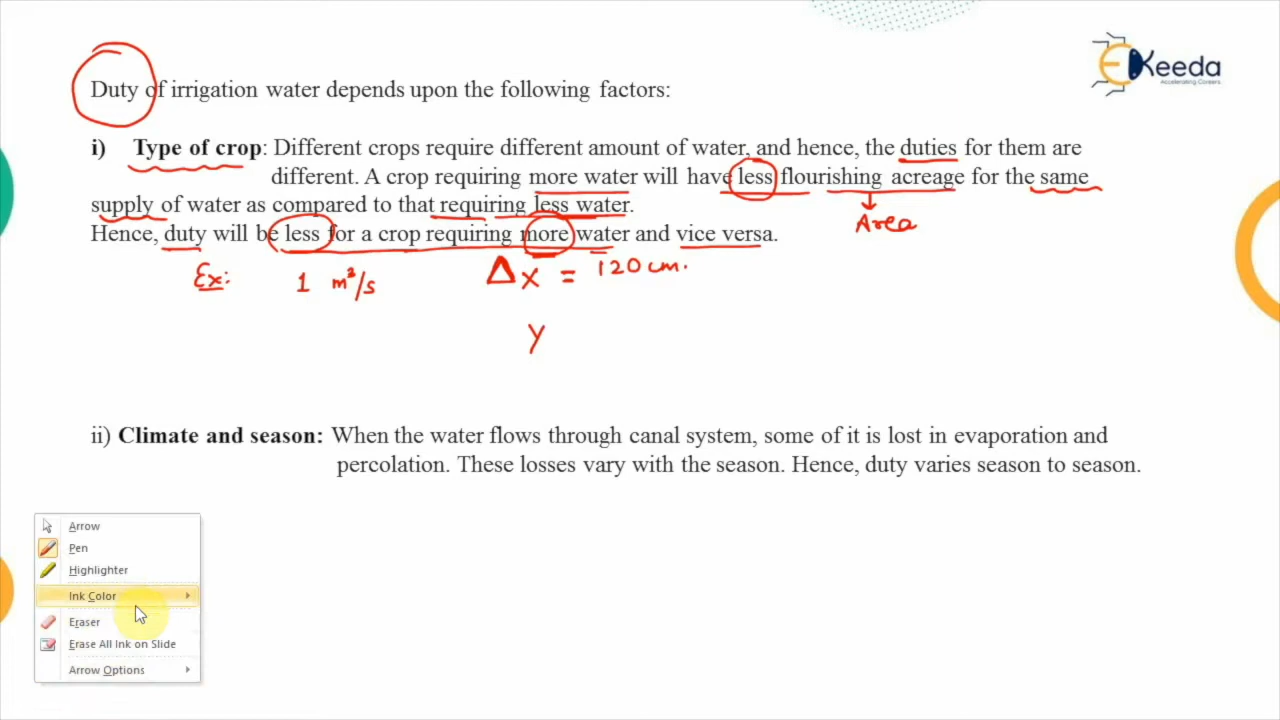 EKeeda
Accelerating Careers
Duty of irrigation water depends upon the following factors:
i) Type of crop: Different crops require different amount of water, and hence, the duties for them are
different. A crop requiring more water will have less flourishing acreage for the same
supply of water as compared to that requiring less water.
Area
Hence, duty will be less for a crop requiring more water and vice versa.
Ex: 1 m³/s Δx = 120 cm.
y
ii) Climate and season: When the water flows through canal system, some of it is lost in evaporation and
percolation. These losses vary with the season. Hence, duty varies season to season.
Arrow
Pen
Highlighter
Ink Color
Eraser
Erase All Ink on Slide
Arrow Options